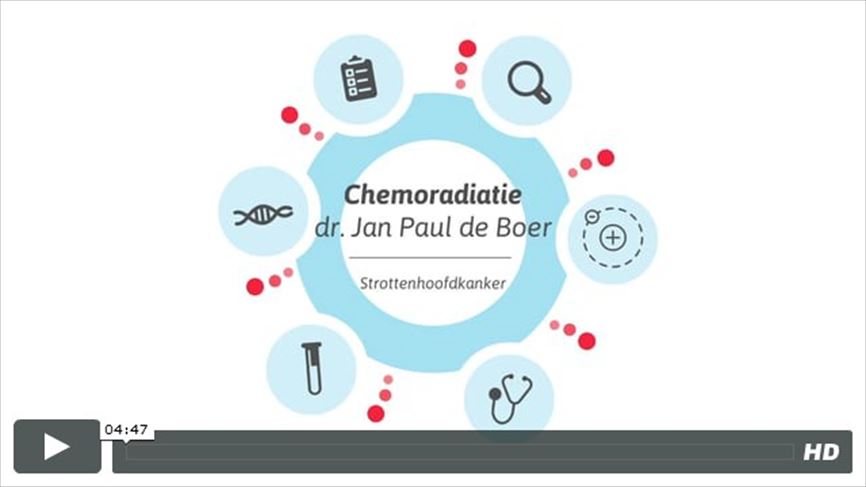 Chemoradiatie
dr. Jan Paul de Boer
Strottenhoofdkanker
04:47
HD